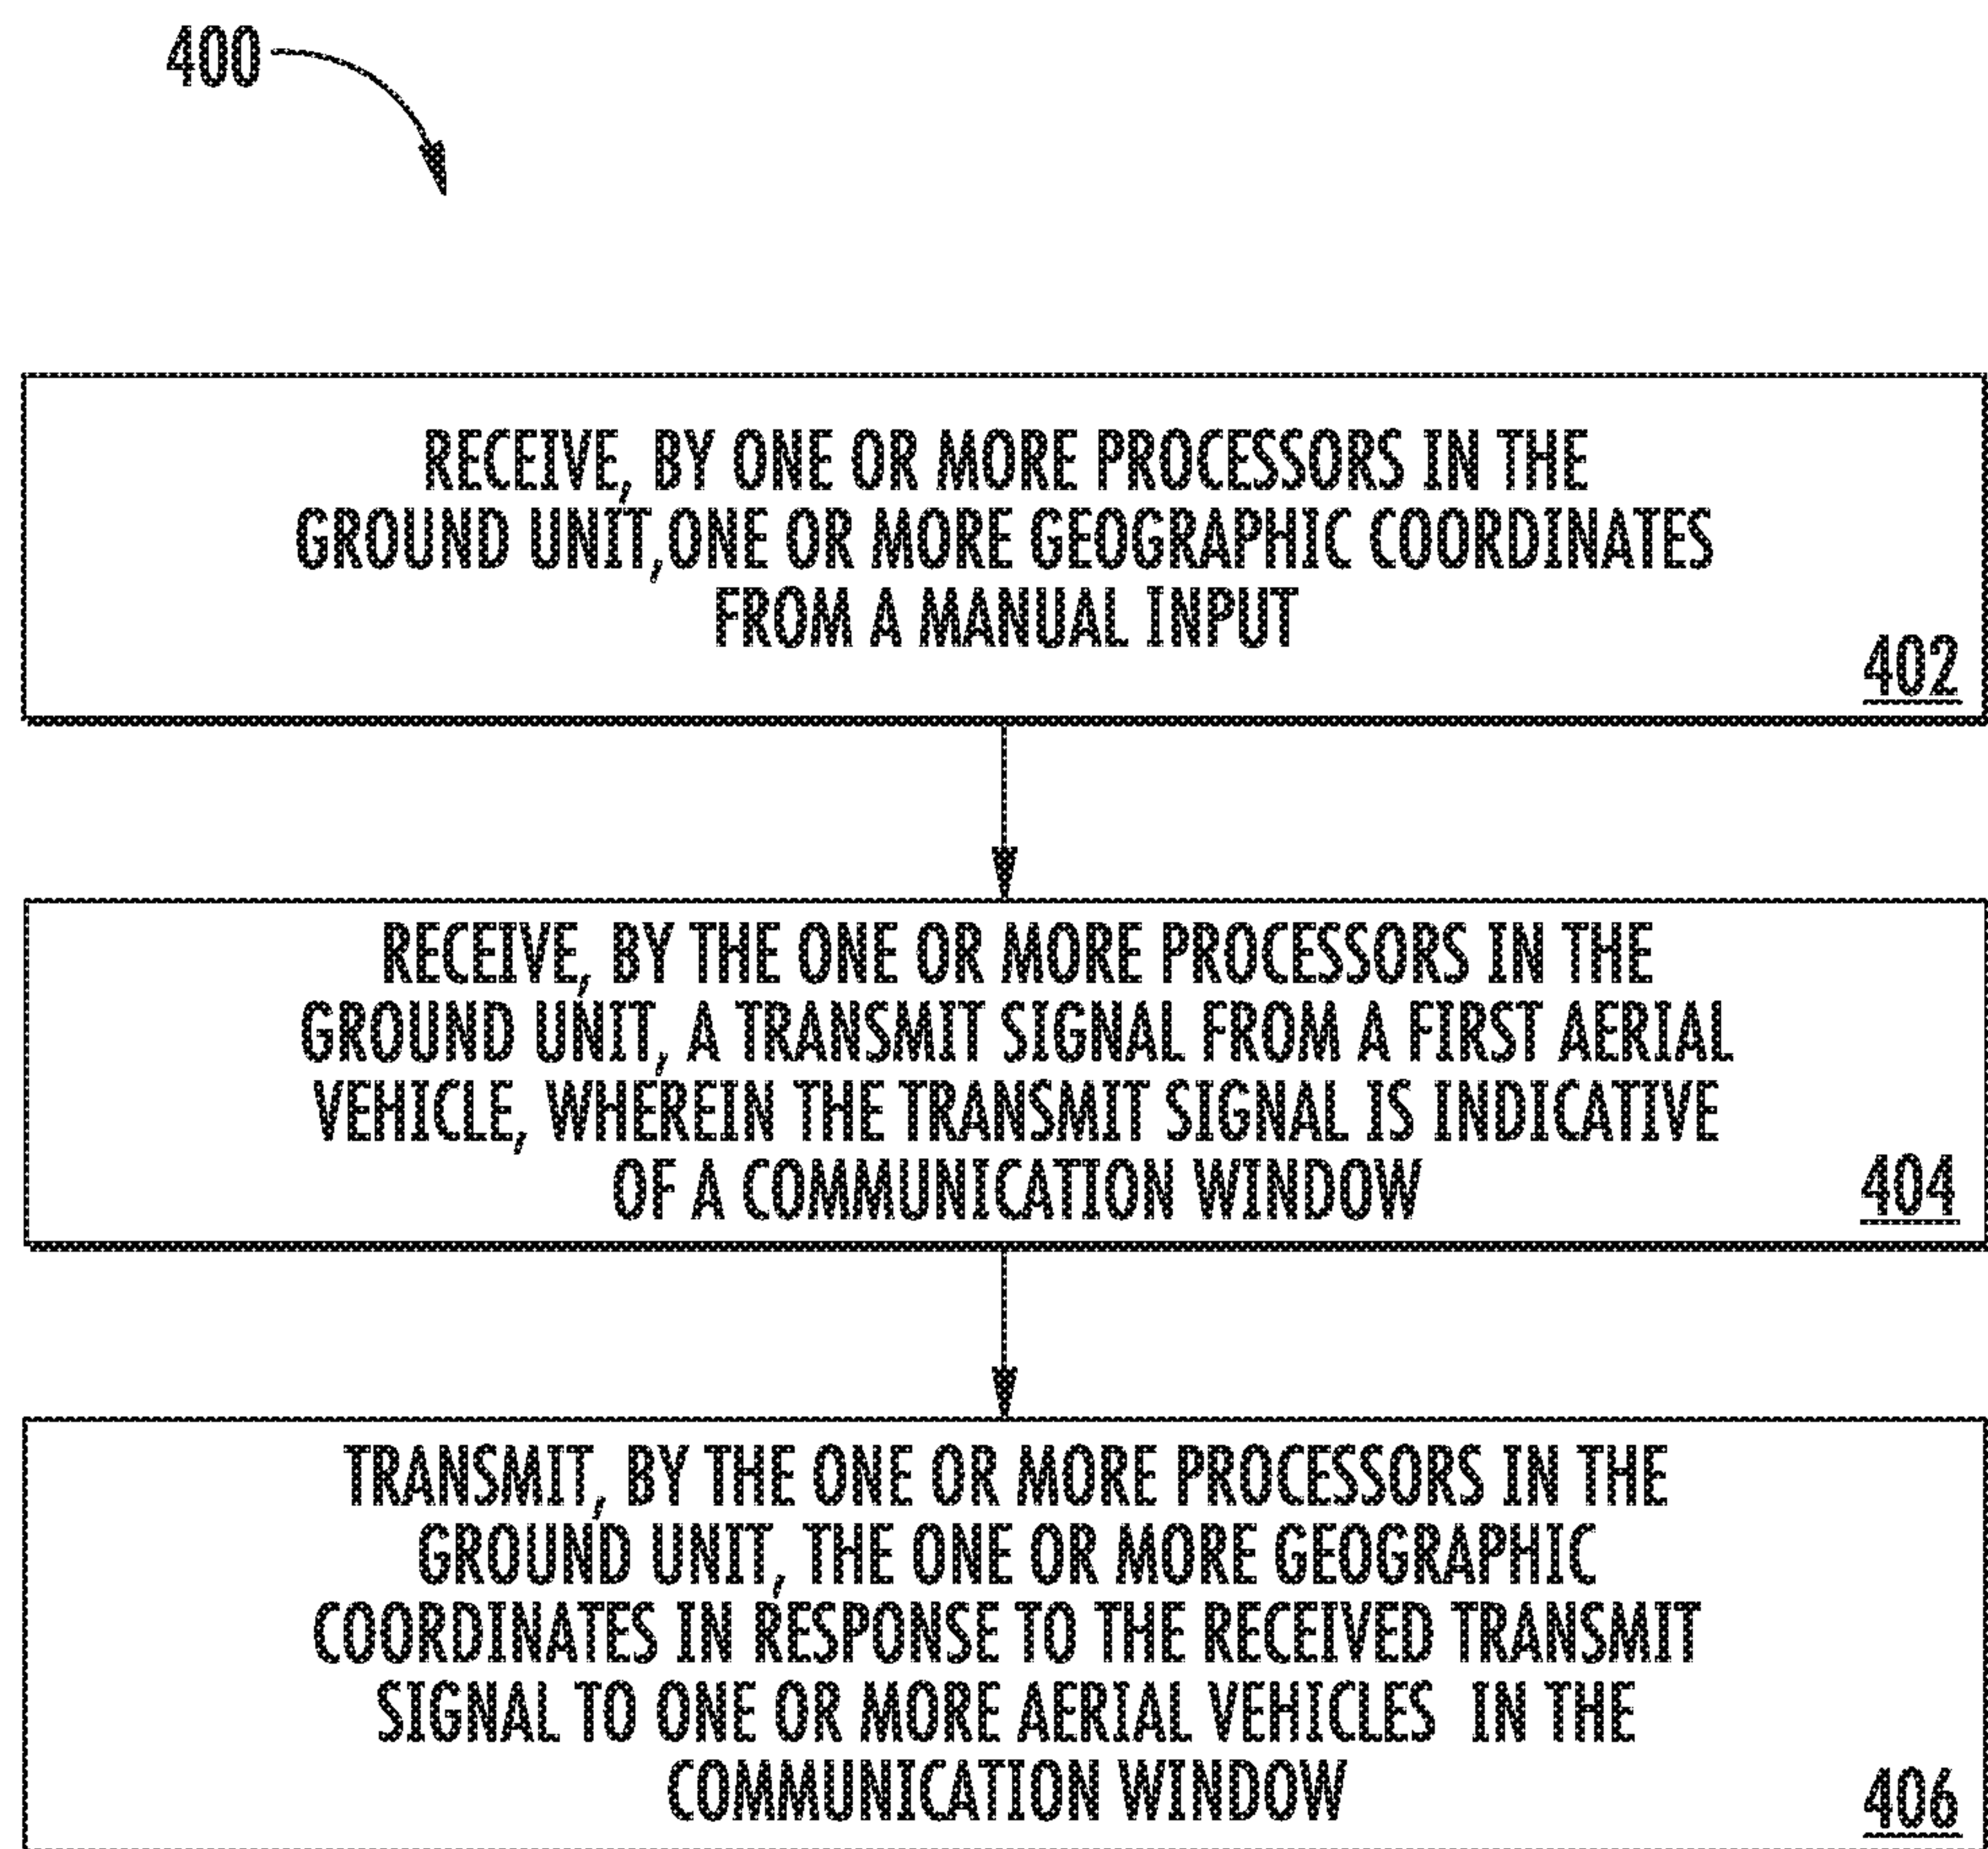 400
RECEIVE, BY ONE OR MORE PROCESSORS IN THE
GROUND UNIT,ONE OR MORE GEOGRAPHIC COORDINATES
FROM A MANUAL INPUT
402
RECEIVE, BY THE ONE OR MORE PROCESSORS IN THE
GROUND UNIT, A TRANSMIT SIGNAL FROM A FIRST AERIAL
VEHICLE, WHEREIN THE TRANSMIT SIGNAL IS INDICATIVE
OF A COMMUNICATION WINDOW
404
TRANSMIT, BY THE ONE OR MORE PROCESSORS IN THE
GROUND UNIT, THE ONE OR MORE GEOGRAPHIC
COORDINATES IN RESPONSE TO THE RECEIVED TRANSMIT
SIGNAL TO ONE OR MORE AERIAL VEHICLES IN THE
COMMUNICATION WINDOW
406